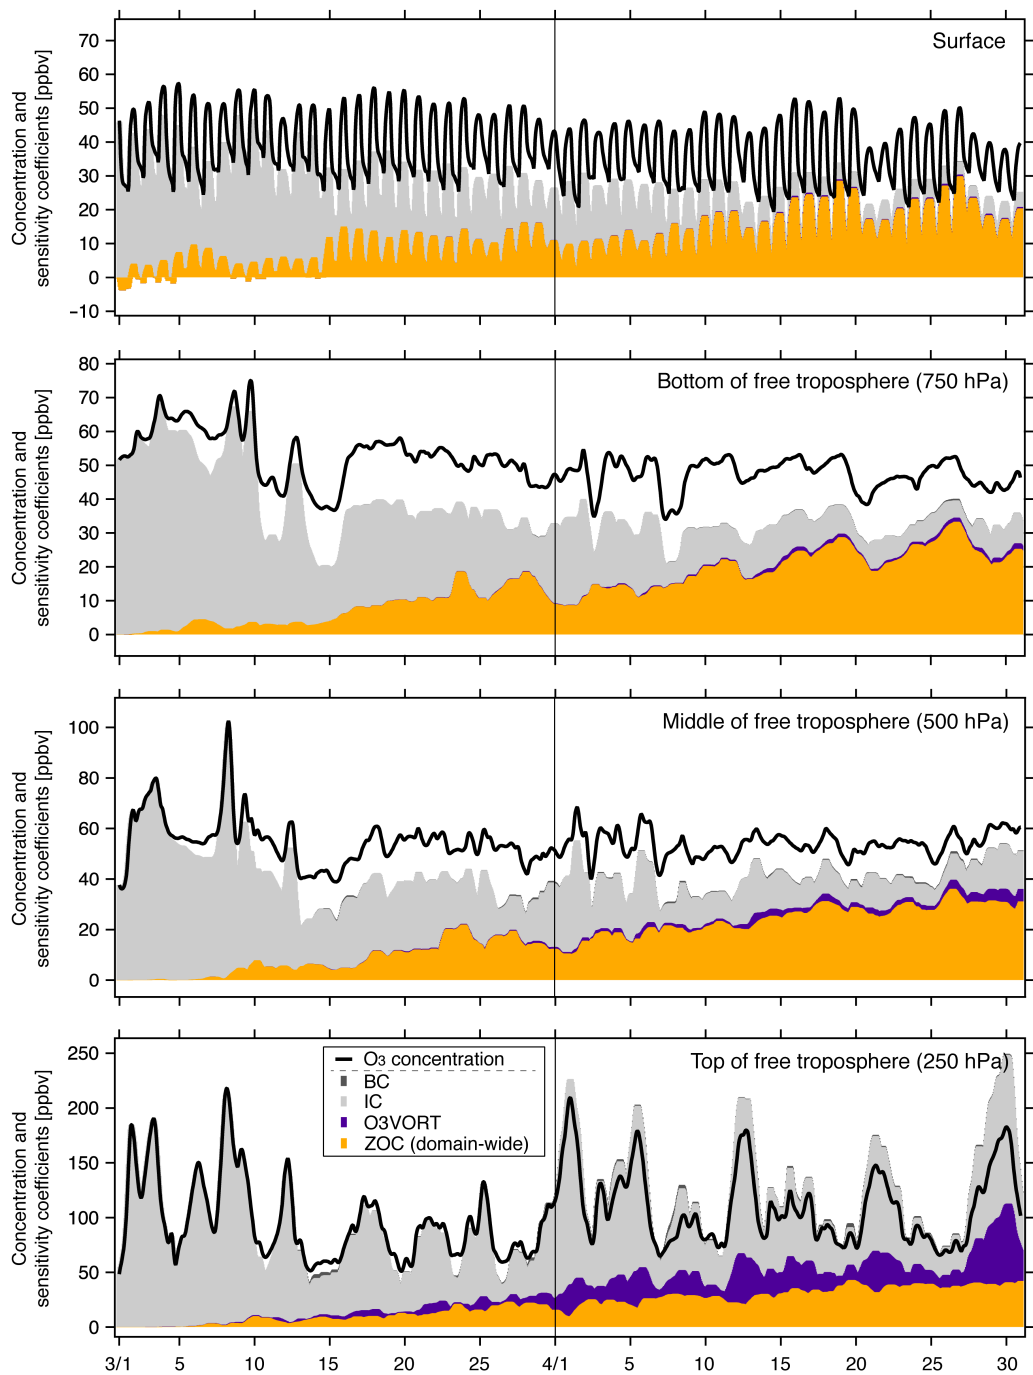 Surface
Concentration and
sensitivity coefficients [ppbv]
70
60
50
40
30
20
10
0
−10
Bottom of free troposphere (750 hPa)
Concentration and
sensitivity coefficients [ppbv]
80
70
60
50
40
30
20
10
0
Middle of free troposphere (500 hPa)
Concentration and
sensitivity coefficients [ppbv]
100
80
60
40
20
0
Top of free troposphere (250 hPa)
Concentration and
sensitivity coefficients [ppbv]
250
200
150
100
50
0
O3 concentration
BC
IC
O3VORT
ZOC (domain-wide)
3/1 5 10 15 20 25 4/1 5 10 15 20 25 30